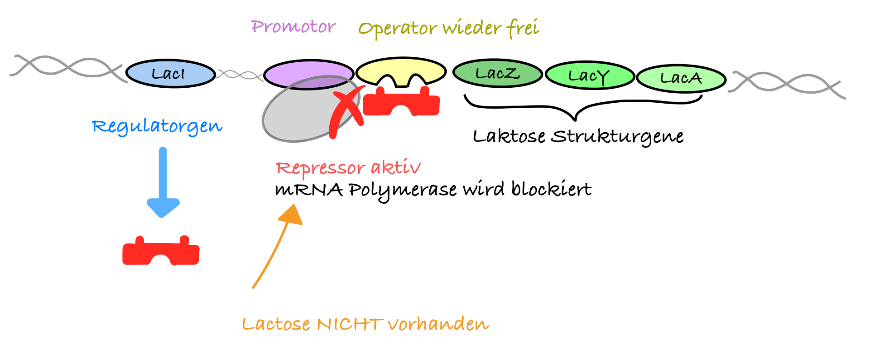 Promotor
Operator wieder frei
LacI
LacZ
LacY
LacA
Regulatorgen
Laktose Strukturgene
Repressor aktiv
mRNA Polymerase wird blockiert
Lactose NICHT vorhanden